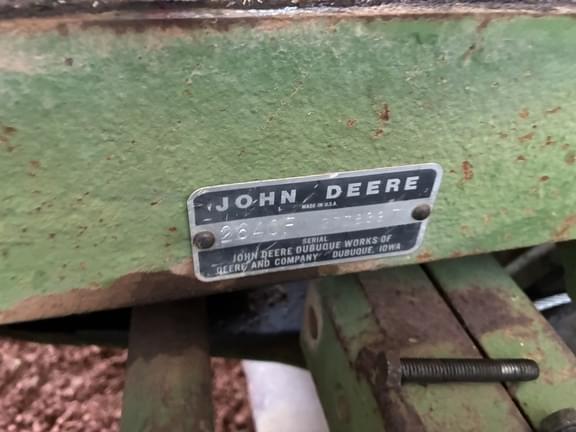 JOHN DEERE
MADE IN U.S.A.
2640F
SERIAL
JOHN DEERE DUBUQUE WORKS OF
DEERE AND COMPANY DUBUQUE, IOWA